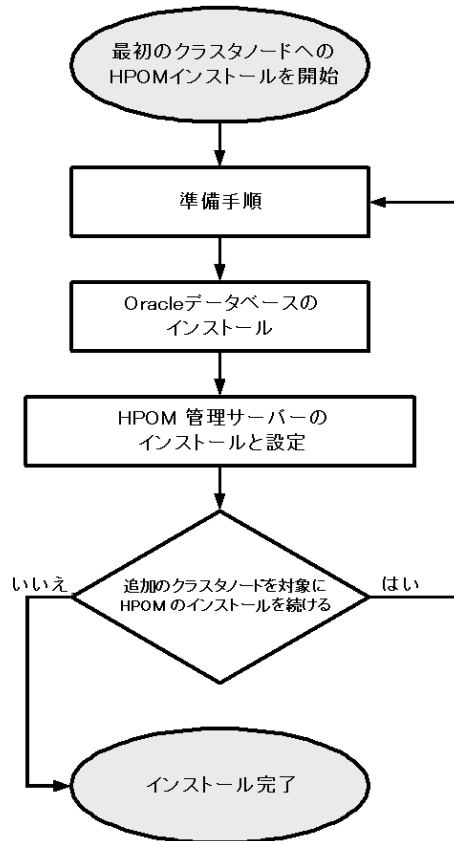 最初のクラスタノードへの
HPOMインストールを開始
準備手順
Oracleデータベースの
インストール
HPOM 管理サーバーの
インストールと設定
いいえ
追加のクラスタノードを対象に
HPOM のインストールを続ける
はい
インストール完了